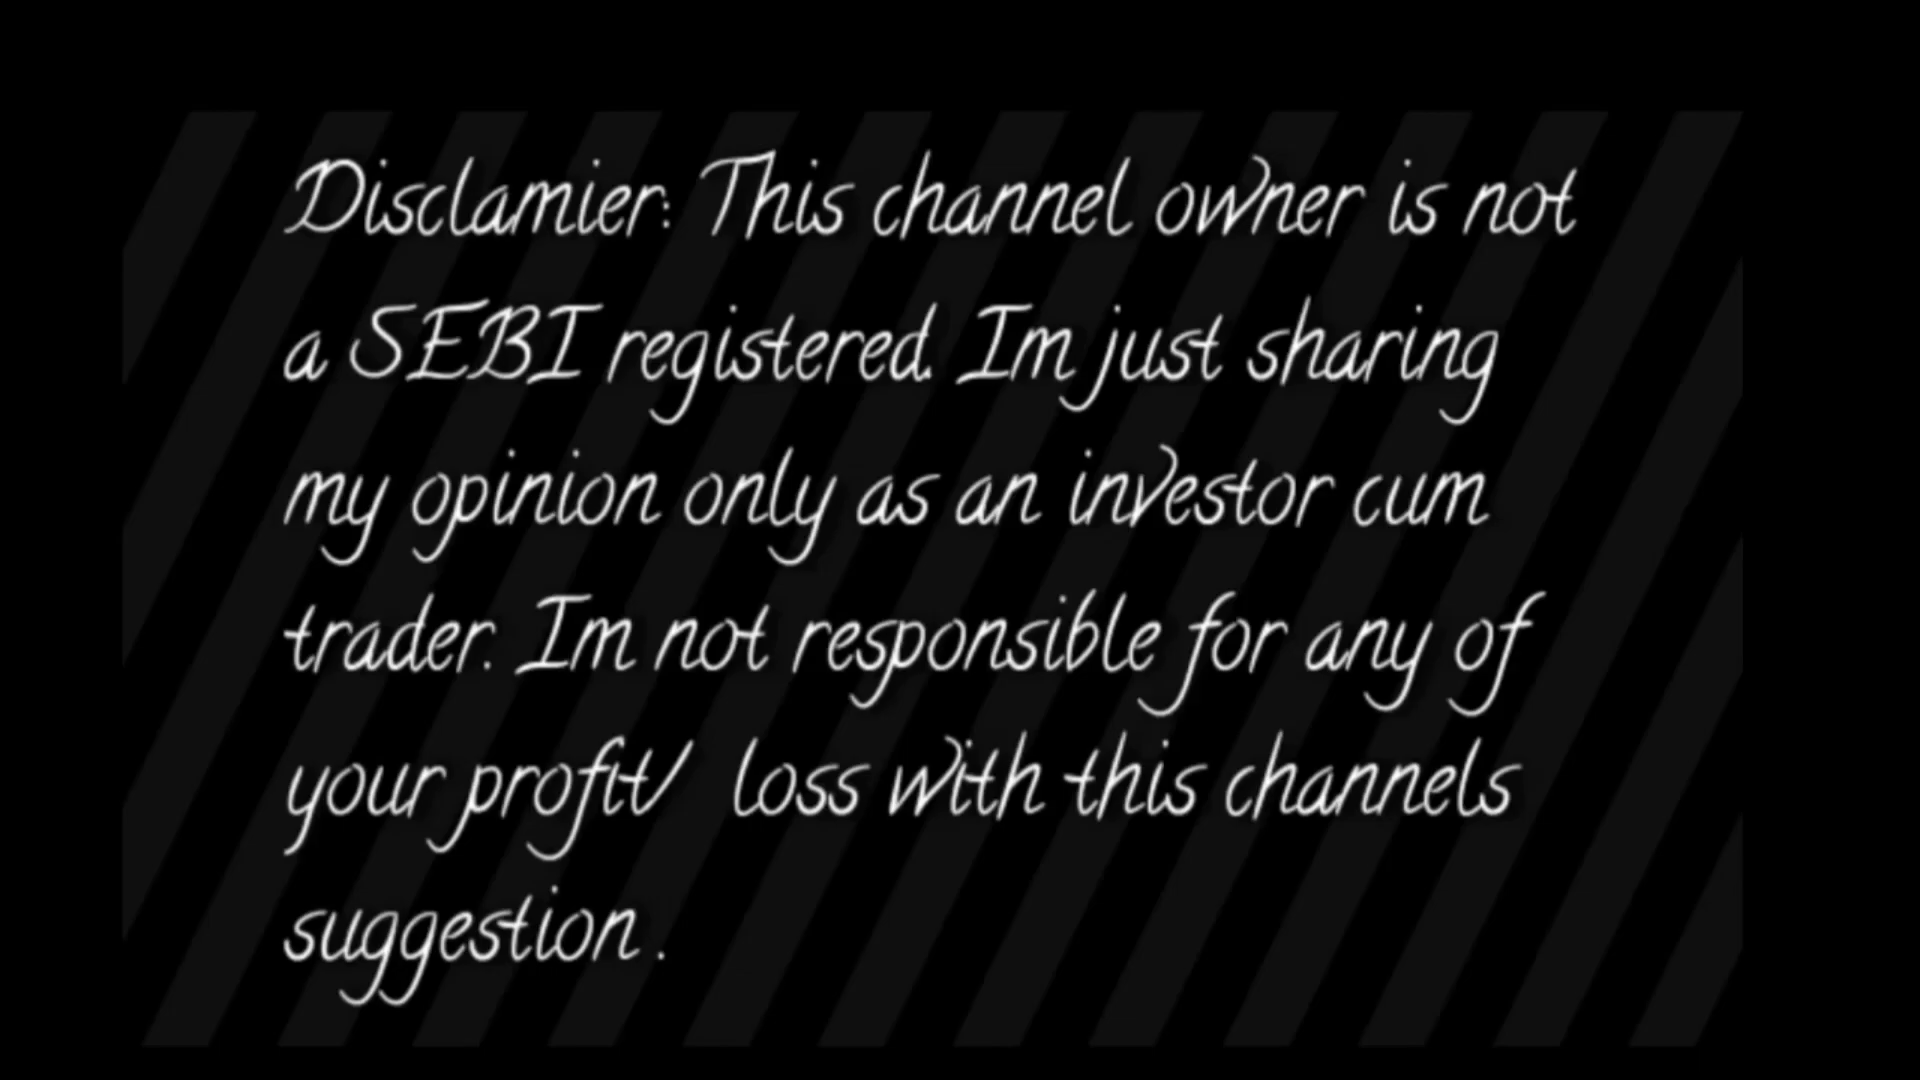 Disclamier: This channel owner is not
a SEBI registered. Im just sharing
my opinion only as an investor cum
trader. Im not responsible for any of
your profit/ loss with this channels
suggestion .